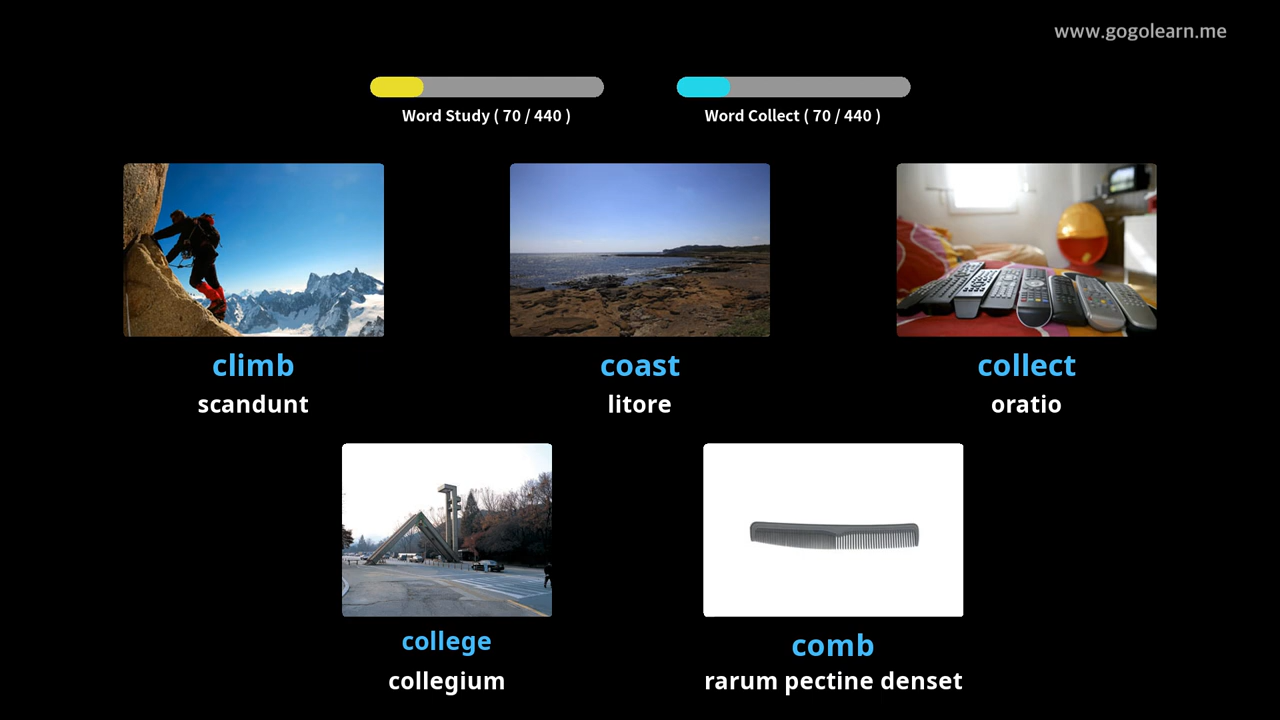 www.gogolearn.me
Word Study ( 70 / 440 )
Word Collect ( 70 / 440 )
climb
scandunt
coast
litore
collect
oratio
college
collegium
comb
rarum pectine denset